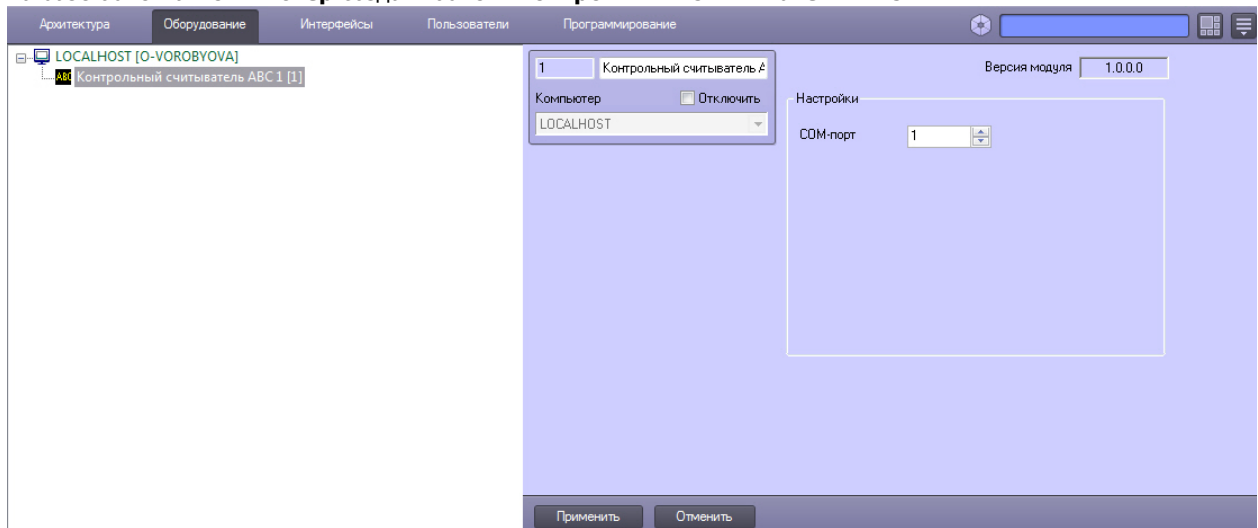 Архитектура Оборудование Интерфейсы Пользователи Программирование
LOCALHOST [O-VOROBYOVA]
ABC Контрольный считыватель ABC 1 [1]
1 Контрольный считыватель A
Компьютер Отключить
LOCALHOST
Версия модуля 1.0.0.0
Настройки
COM-порт 1
Применить Отменить